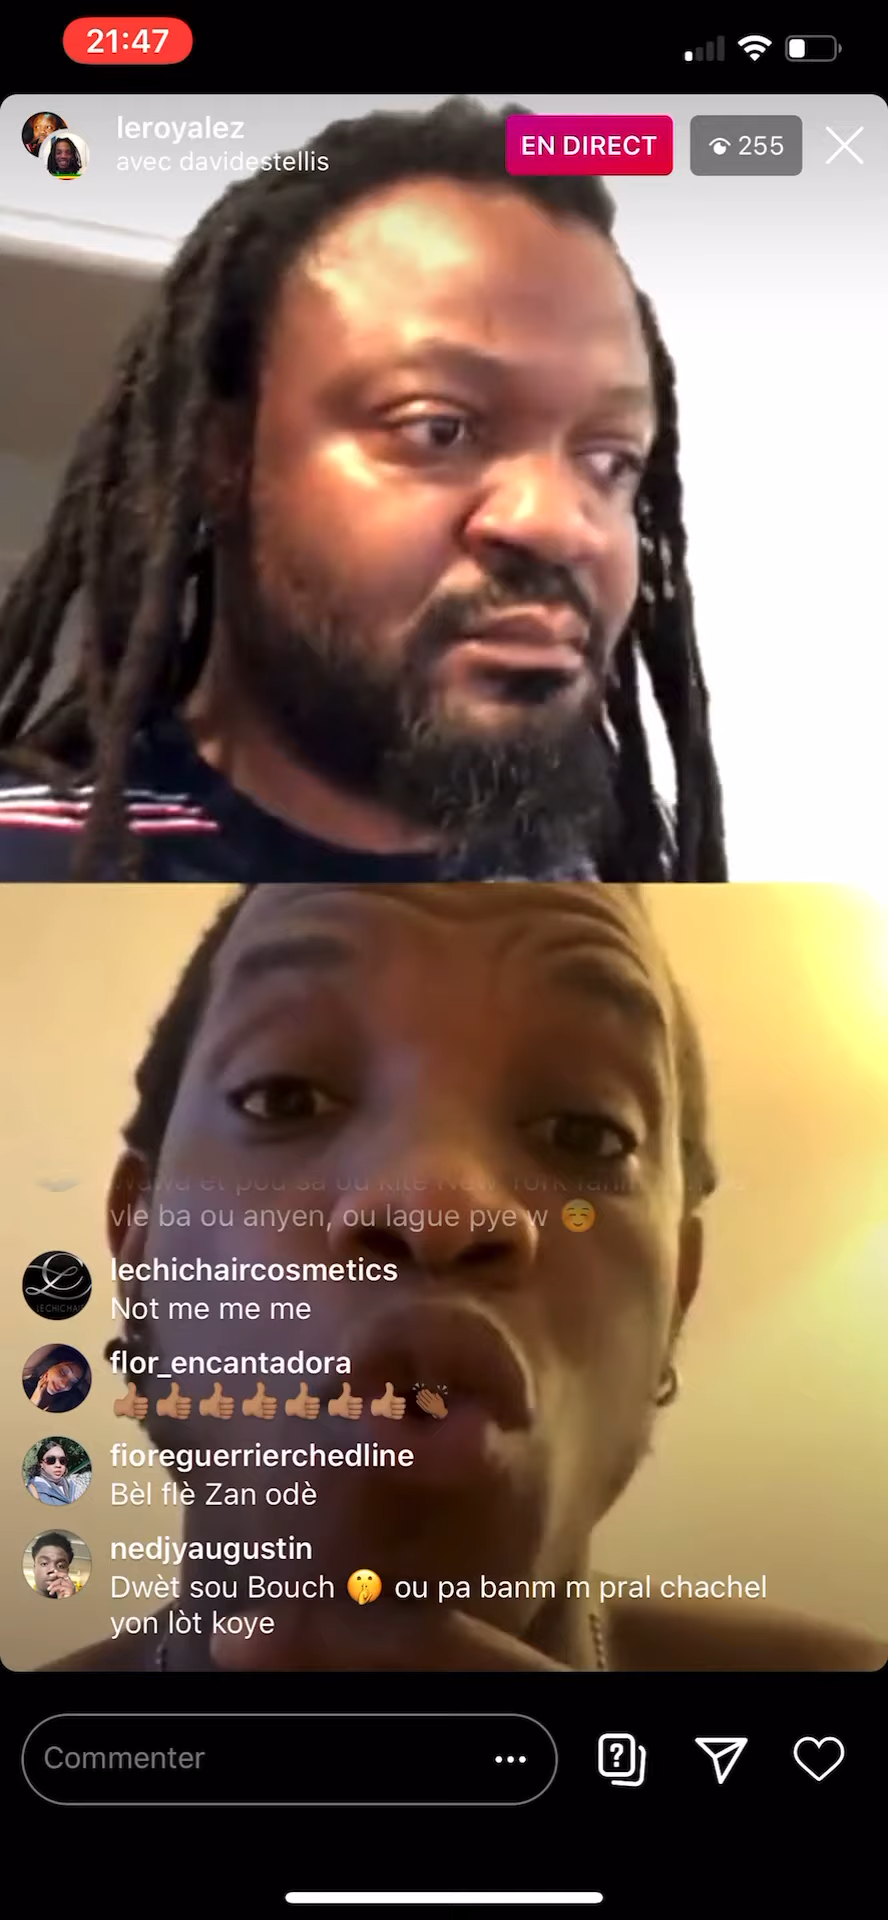 21:47
leroyalez
avec davidestellis
EN DIRECT
255
vle ba ou anyen, ou lague pye w ☺️
lechichaircosmetics
Not me me me
flor_encantadora
👍🏽👍🏽👍🏽👍🏽👍🏽👍🏽👍🏽👏🏽
fioreguerrierchedline
Bèl flè Zan odè
nedjyaugustin
Dwèt sou Bouch 🤫 ou pa banm m pral chachel
yon lòt koye
Commenter